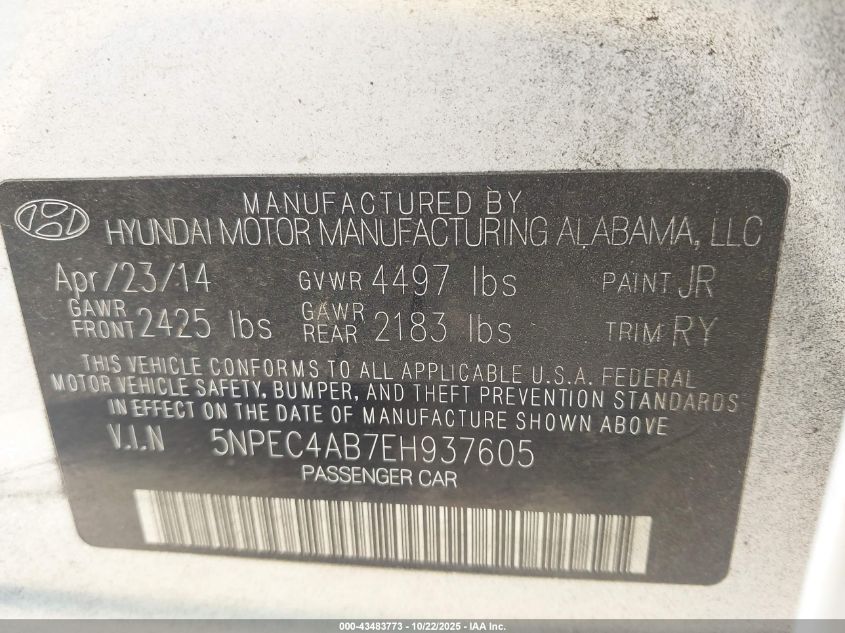 MANUFACTURED BY
HYUNDAI MOTOR MANUFACTURING ALABAMA, LLC
Apr/23/14 GVWR 4497 lbs PAINT JR
GAWR FRONT 2425 lbs GAWR REAR 2183 lbs TRIM RY
THIS VEHICLE CONFORMS TO ALL APPLICABLE U.S.A. FEDERAL
MOTOR VEHICLE SAFETY, BUMPER, AND THEFT PREVENTION STANDARDS
IN EFFECT ON THE DATE OF MANUFACTURE SHOWN ABOVE
V.I.N 5NPEC4AB7EH937605
PASSENGER CAR
000-43483773 - 10/22/2025 - IAA Inc.